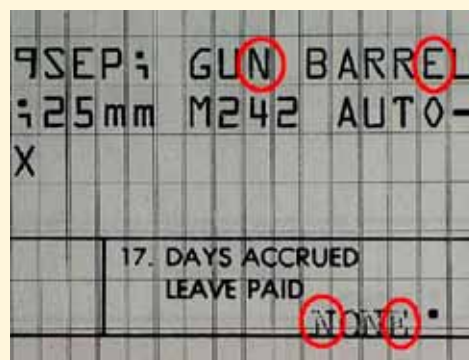 9SEP; GUN BARREL
;25mm M242 AUTO-
X
17. DAYS ACCRUED
LEAVE PAID
NONE.